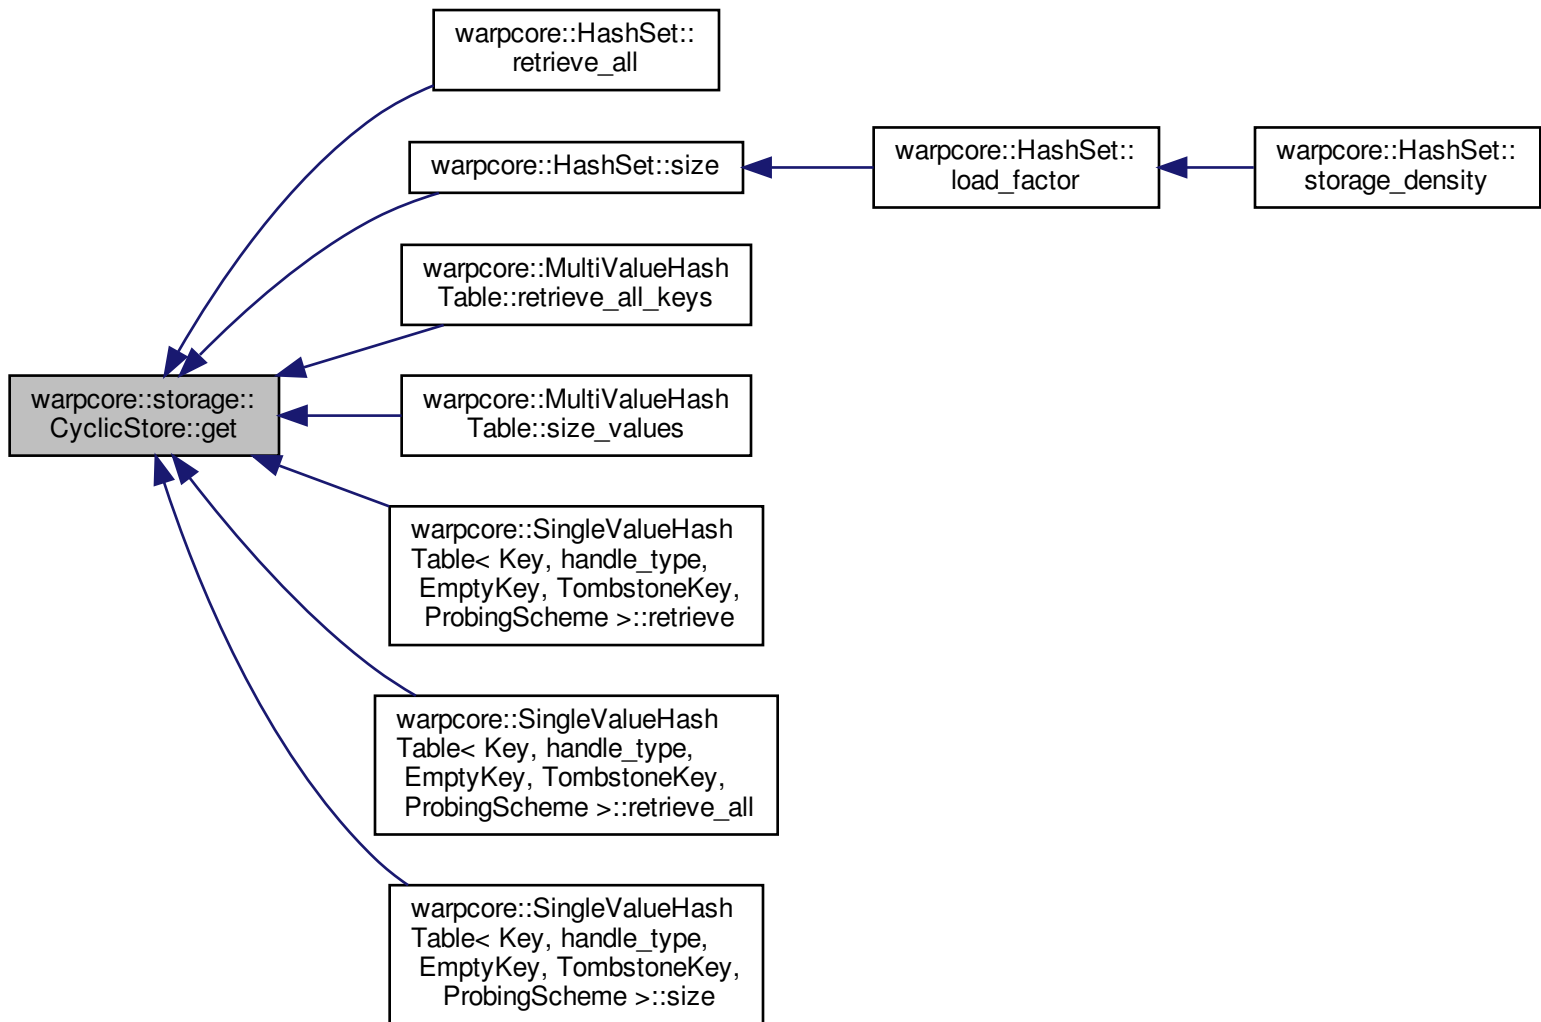 warpcore::HashSet::
retrieve_all
warpcore::HashSet::size
warpcore::HashSet::
load_factor
warpcore::HashSet::
storage_density
warpcore::MultiValueHash
Table::retrieve_all_keys
warpcore::storage::
CyclicStore::get
warpcore::MultiValueHash
Table::size_values
warpcore::SingleValueHash
Table< Key, handle_type,
EmptyKey, TombstoneKey,
ProbingScheme >::retrieve
warpcore::SingleValueHash
Table< Key, handle_type,
EmptyKey, TombstoneKey,
ProbingScheme >::retrieve_all
warpcore::SingleValueHash
Table< Key, handle_type,
EmptyKey, TombstoneKey,
ProbingScheme >::size